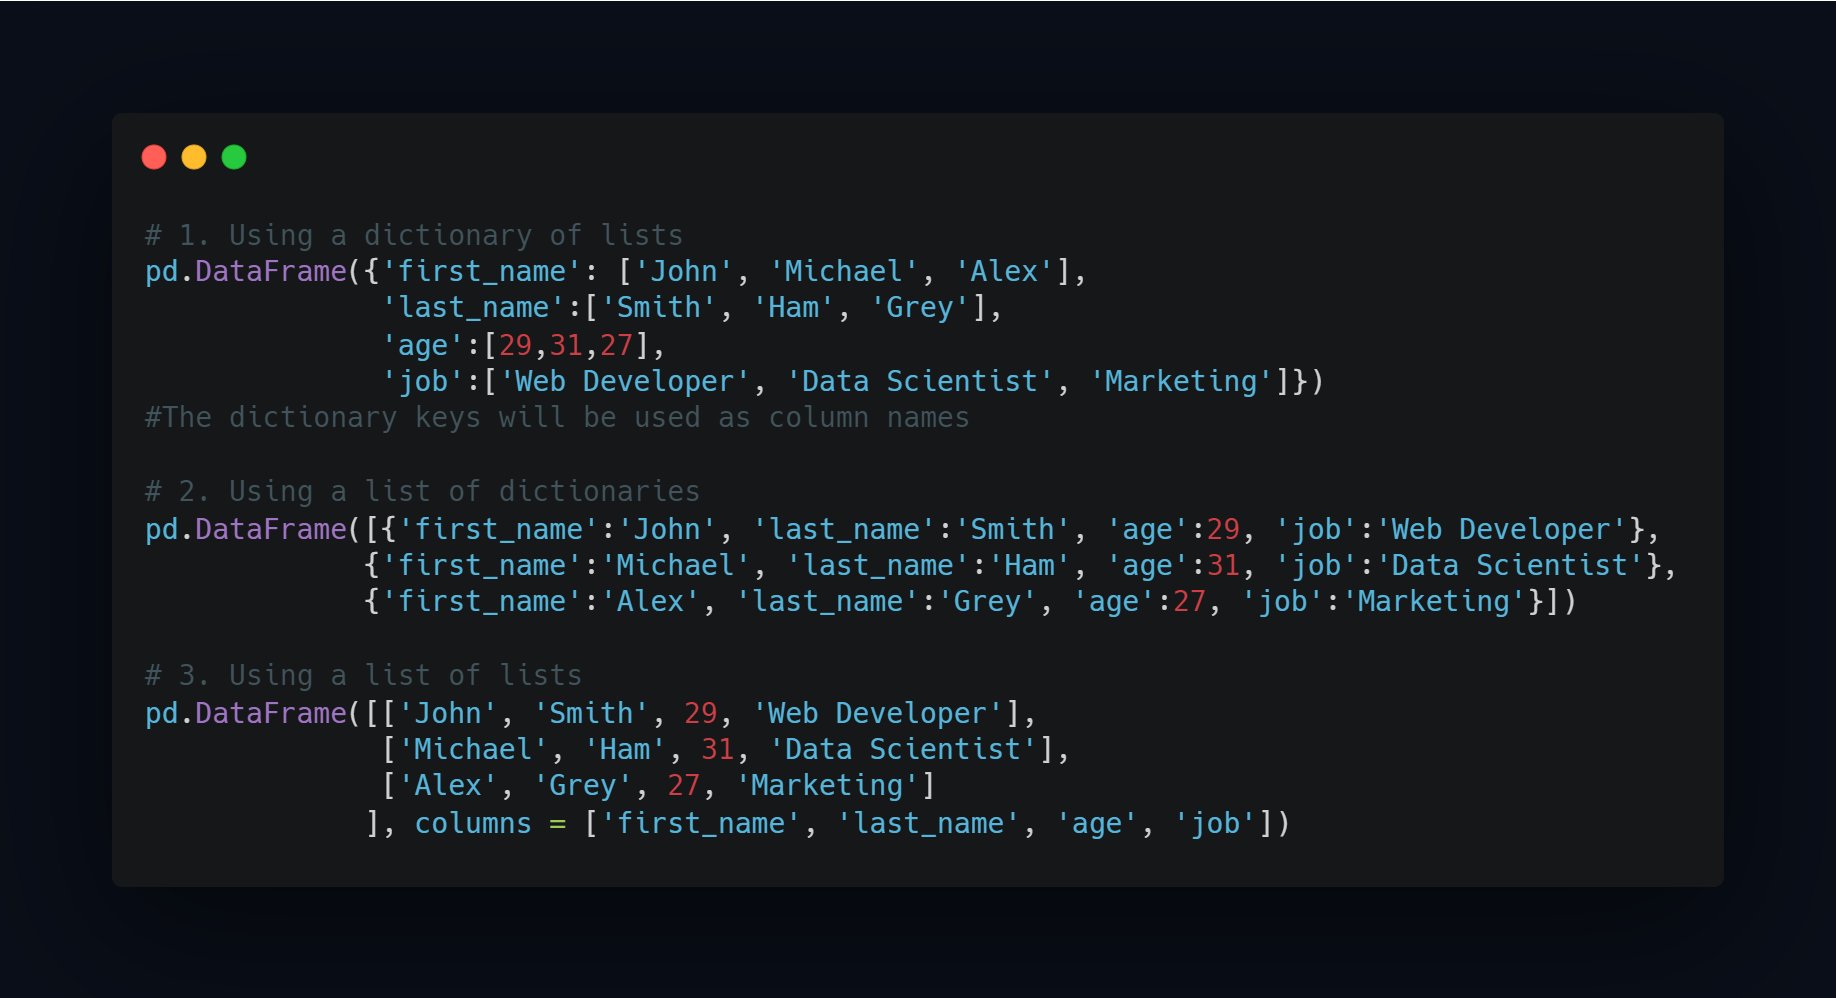 # 1. Using a dictionary of lists
pd.DataFrame({'first_name': ['John', 'Michael', 'Alex'],
              'last_name':['Smith', 'Ham', 'Grey'],
              'age':[29,31,27],
              'job':['Web Developer', 'Data Scientist', 'Marketing']})
#The dictionary keys will be used as column names
# 2. Using a list of dictionaries
pd.DataFrame([{'first_name':'John', 'last_name':'Smith', 'age':29, 'job':'Web Developer'},
             {'first_name':'Michael', 'last_name':'Ham', 'age':31, 'job':'Data Scientist'},
             {'first_name':'Alex', 'last_name':'Grey', 'age':27, 'job':'Marketing'}])
# 3. Using a list of lists
pd.DataFrame([['John', 'Smith', 29, 'Web Developer'],
              ['Michael', 'Ham', 31, 'Data Scientist'],
              ['Alex', 'Grey', 27, 'Marketing']
             ], columns = ['first_name', 'last_name', 'age', 'job'])